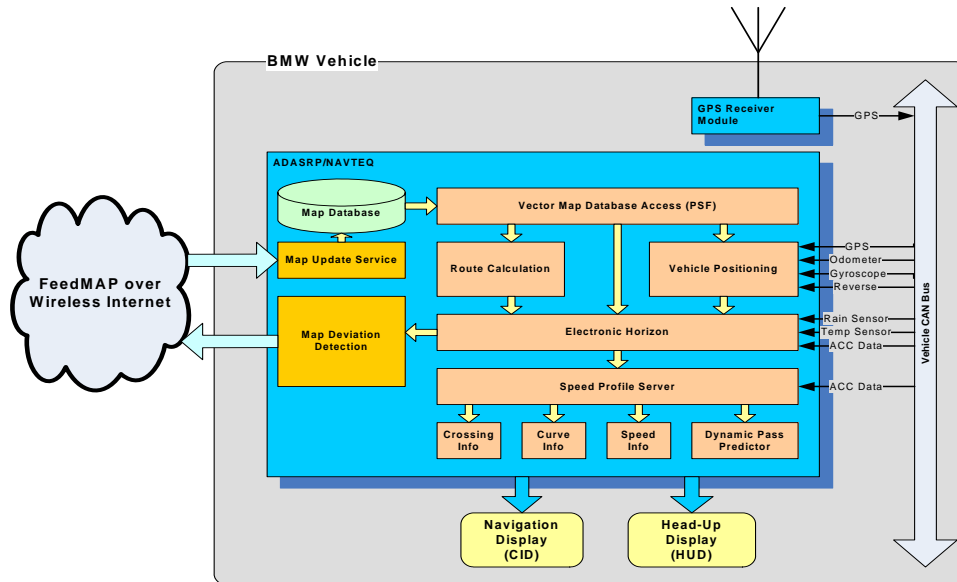 BMW Vehicle
GPS Receiver
Module
GPS
ADASRP/NAVTEQ
Map Database
Vector Map Database Access (PSF)
Map Update Service
Route Calculation
Vehicle Positioning
GPS
Odometer
Gyroscope
Reverse
FeedMAP over
Wireless Internet
Map Deviation
Detection
Electronic Horizon
Rain Sensor
Temp Sensor
ACC Data
Vehicle CAN Bus
Speed Profile Server
ACC Data
Crossing
Info
Curve
Info
Speed
Info
Dynamic Pass
Predictor
Navigation
Display
(CID)
Head-Up
Display
(HUD)